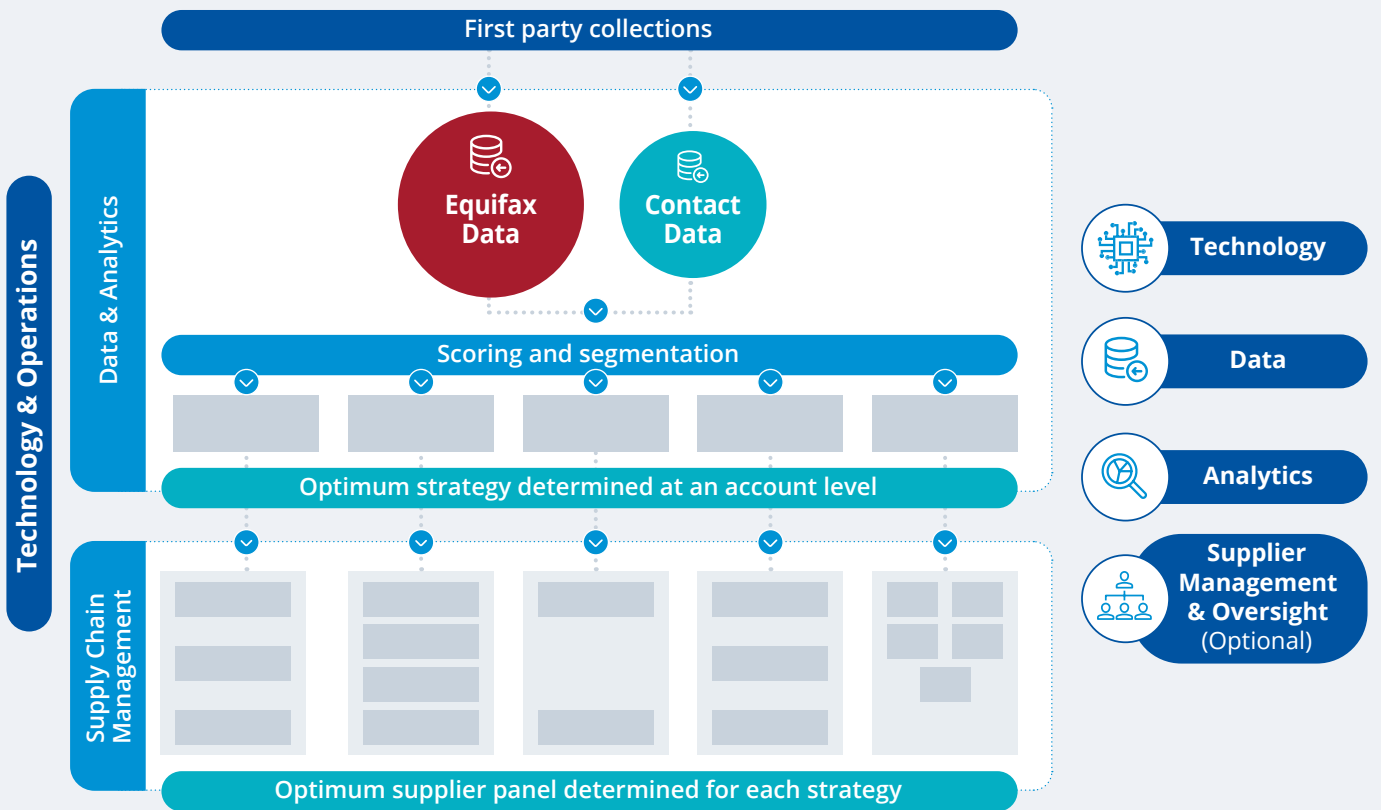 First party collections
Technology & Operations
Data & Analytics
Equifax
Data
Contact
Data
Scoring and segmentation
Optimum strategy determined at an account level
Supply Chain
Management
Optimum supplier panel determined for each strategy
Technology
Data
Analytics
Supplier
Management
& Oversight
(Optional)